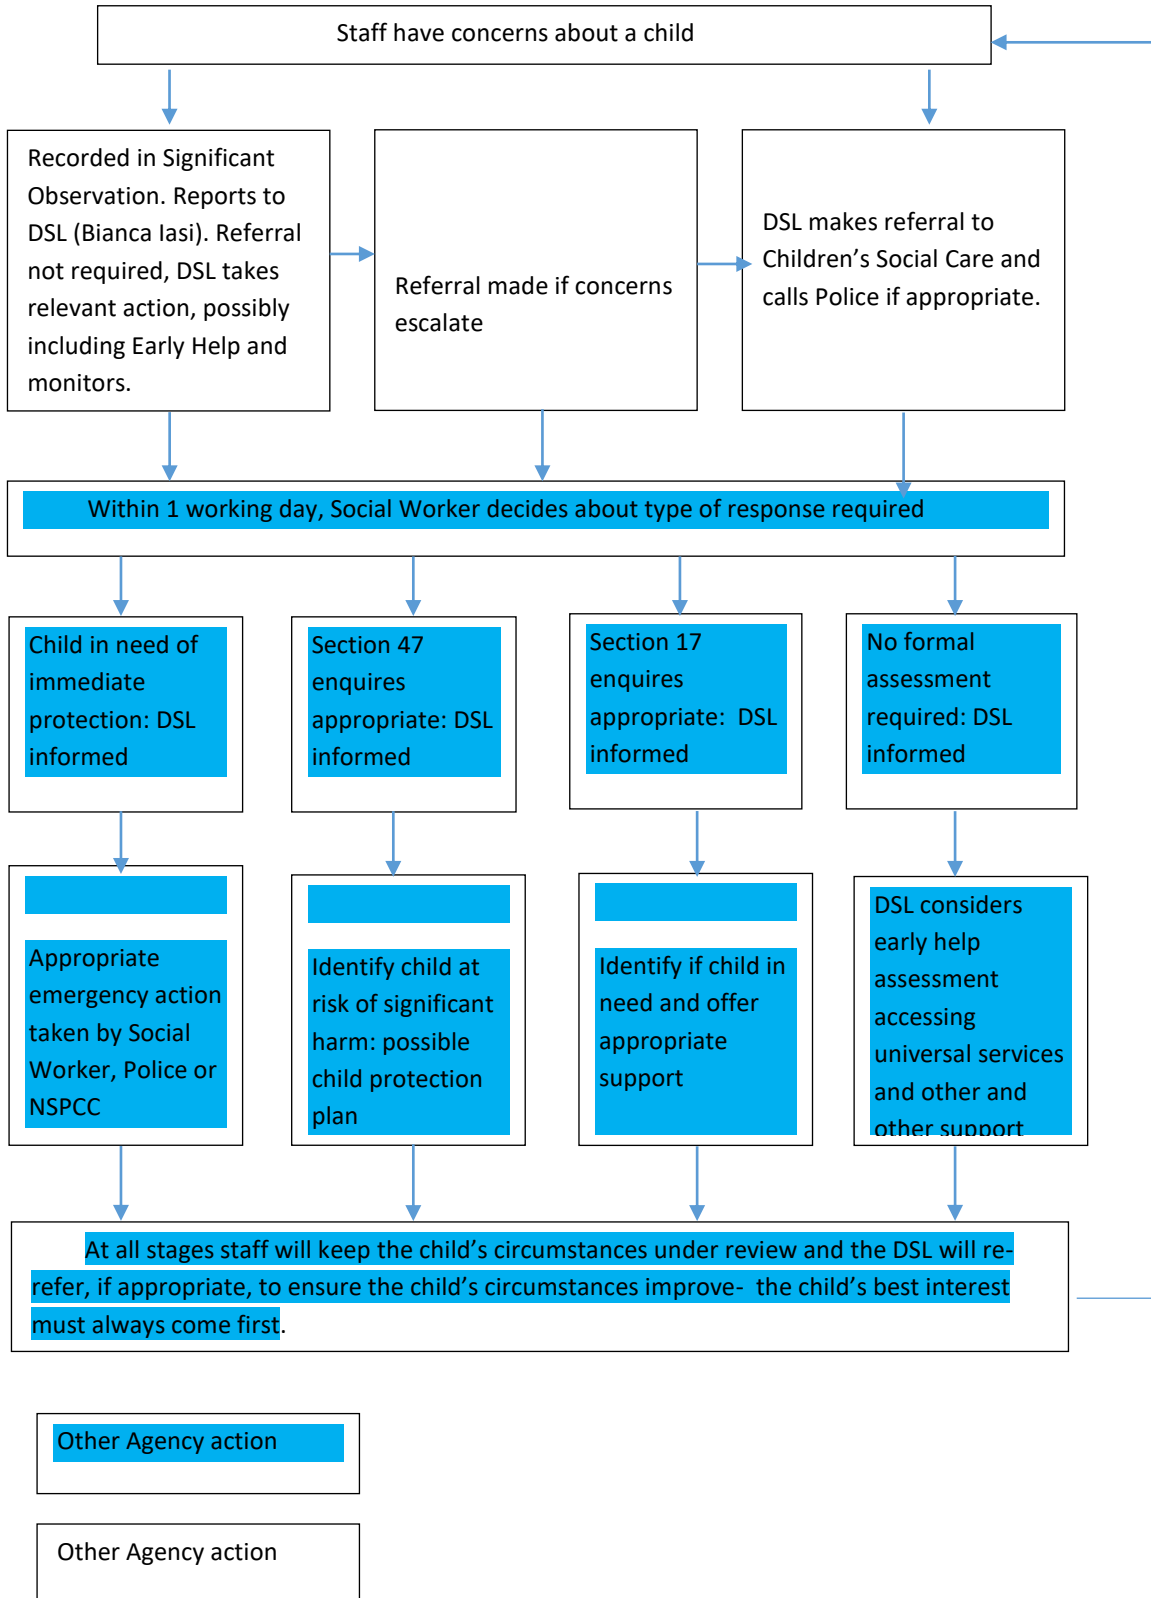 Staff have concerns about a child
Recorded in Significant
Observation. Reports to
DSL (Bianca Iasi). Referral
not required, DSL takes
relevant action, possibly
including Early Help and
monitors.
Referral made if concerns
escalate
DSL makes referral to
Children’s Social Care and
calls Police if appropriate.
Within 1 working day, Social Worker decides about type of response required
Child in need of
immediate
protection: DSL
informed
Section 47
enquires
appropriate: DSL
informed
Section 17
enquires
appropriate:  DSL
informed
No formal
assessment
required: DSL
informed
Appropriate
emergency action
taken by Social
Worker, Police or
NSPCC
Identify child at
risk of significant
harm: possible
child protection
plan
Identify if child in
need and offer
appropriate
support
DSL considers
early help
assessment
accessing
universal services
and other and
other support
At all stages staff will keep the child’s circumstances under review and the DSL will re-
refer, if appropriate, to ensure the child’s circumstances improve-  the child’s best interest
must always come first.
Other Agency action
Other Agency action